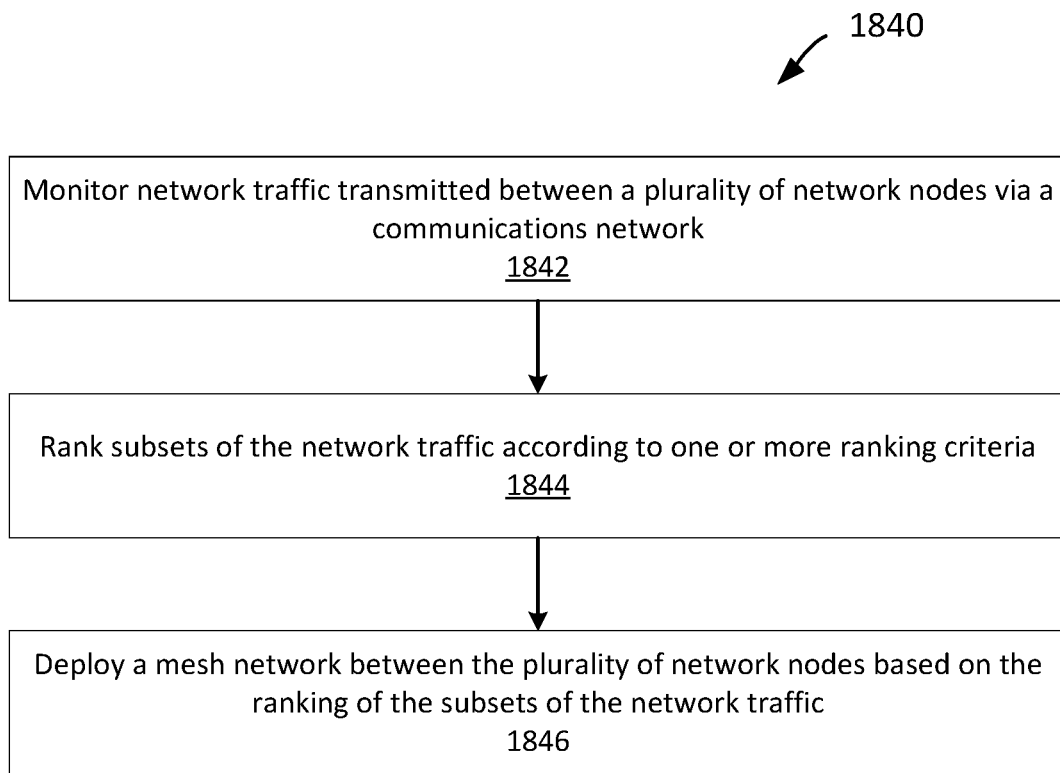 1840
Monitor network traffic transmitted between a plurality of network nodes via a
communications network
1842
Rank subsets of the network traffic according to one or more ranking criteria
1844
Deploy a mesh network between the plurality of network nodes based on the
ranking of the subsets of the network traffic
1846